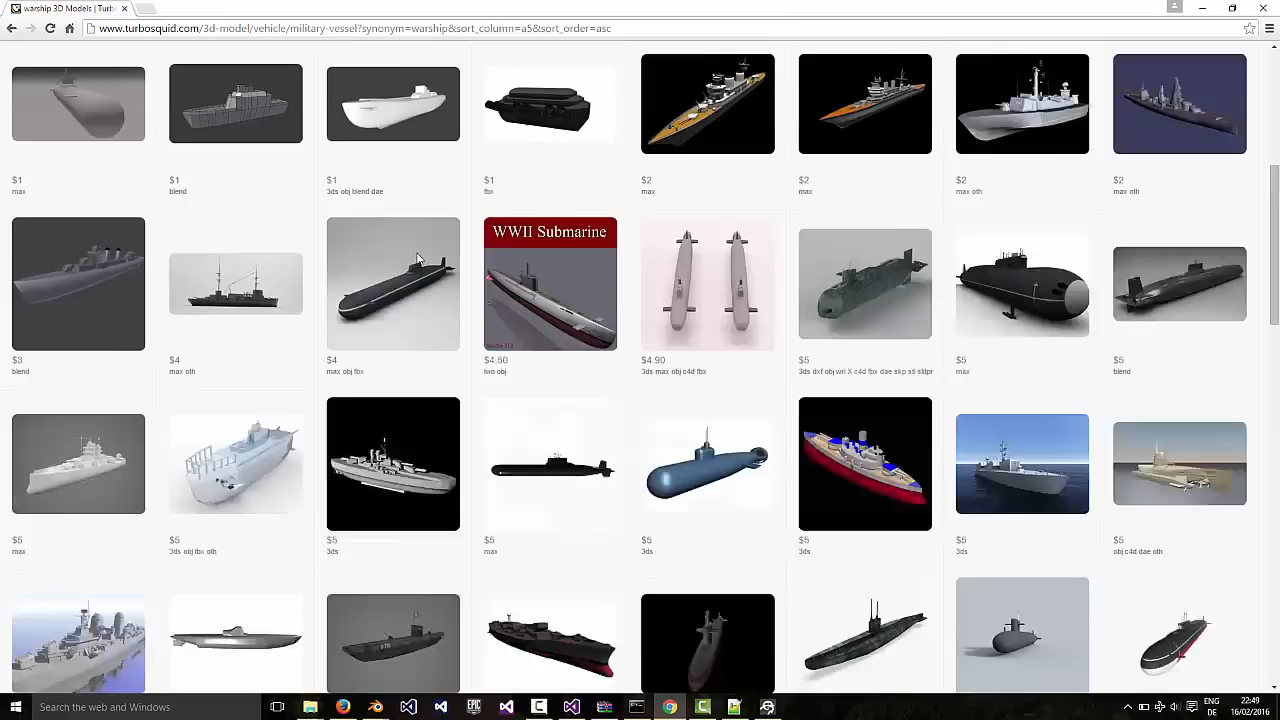 warship 3D Models | Turb
www.turbosquid.com/3d-model/vehicle/military-vessel?synonym=warship&sort_column=a5&sort_order=asc
$1
max
$1
blend
$1
3ds obj blend dae
$1
fbx
$2
max
$2
max
$2
max oth
$2
max oth
WWII Submarine
$3
blend
$4
max oth
$4
max obj fbx
$4.50
lwo obj
$4.90
3ds max obj c4d fbx
$5
3ds dxf obj wrl X c4d fbx dae skp stl sldpr
$5
max
$5
blend
$5
max
$5
3ds obj fbx oth
$5
3ds
$5
max
$5
3ds
$5
3ds
$5
3ds
$5
obj c4d dae oth
Search the web and Windows
EPIC
ENG
DE
22:49
16/02/2016